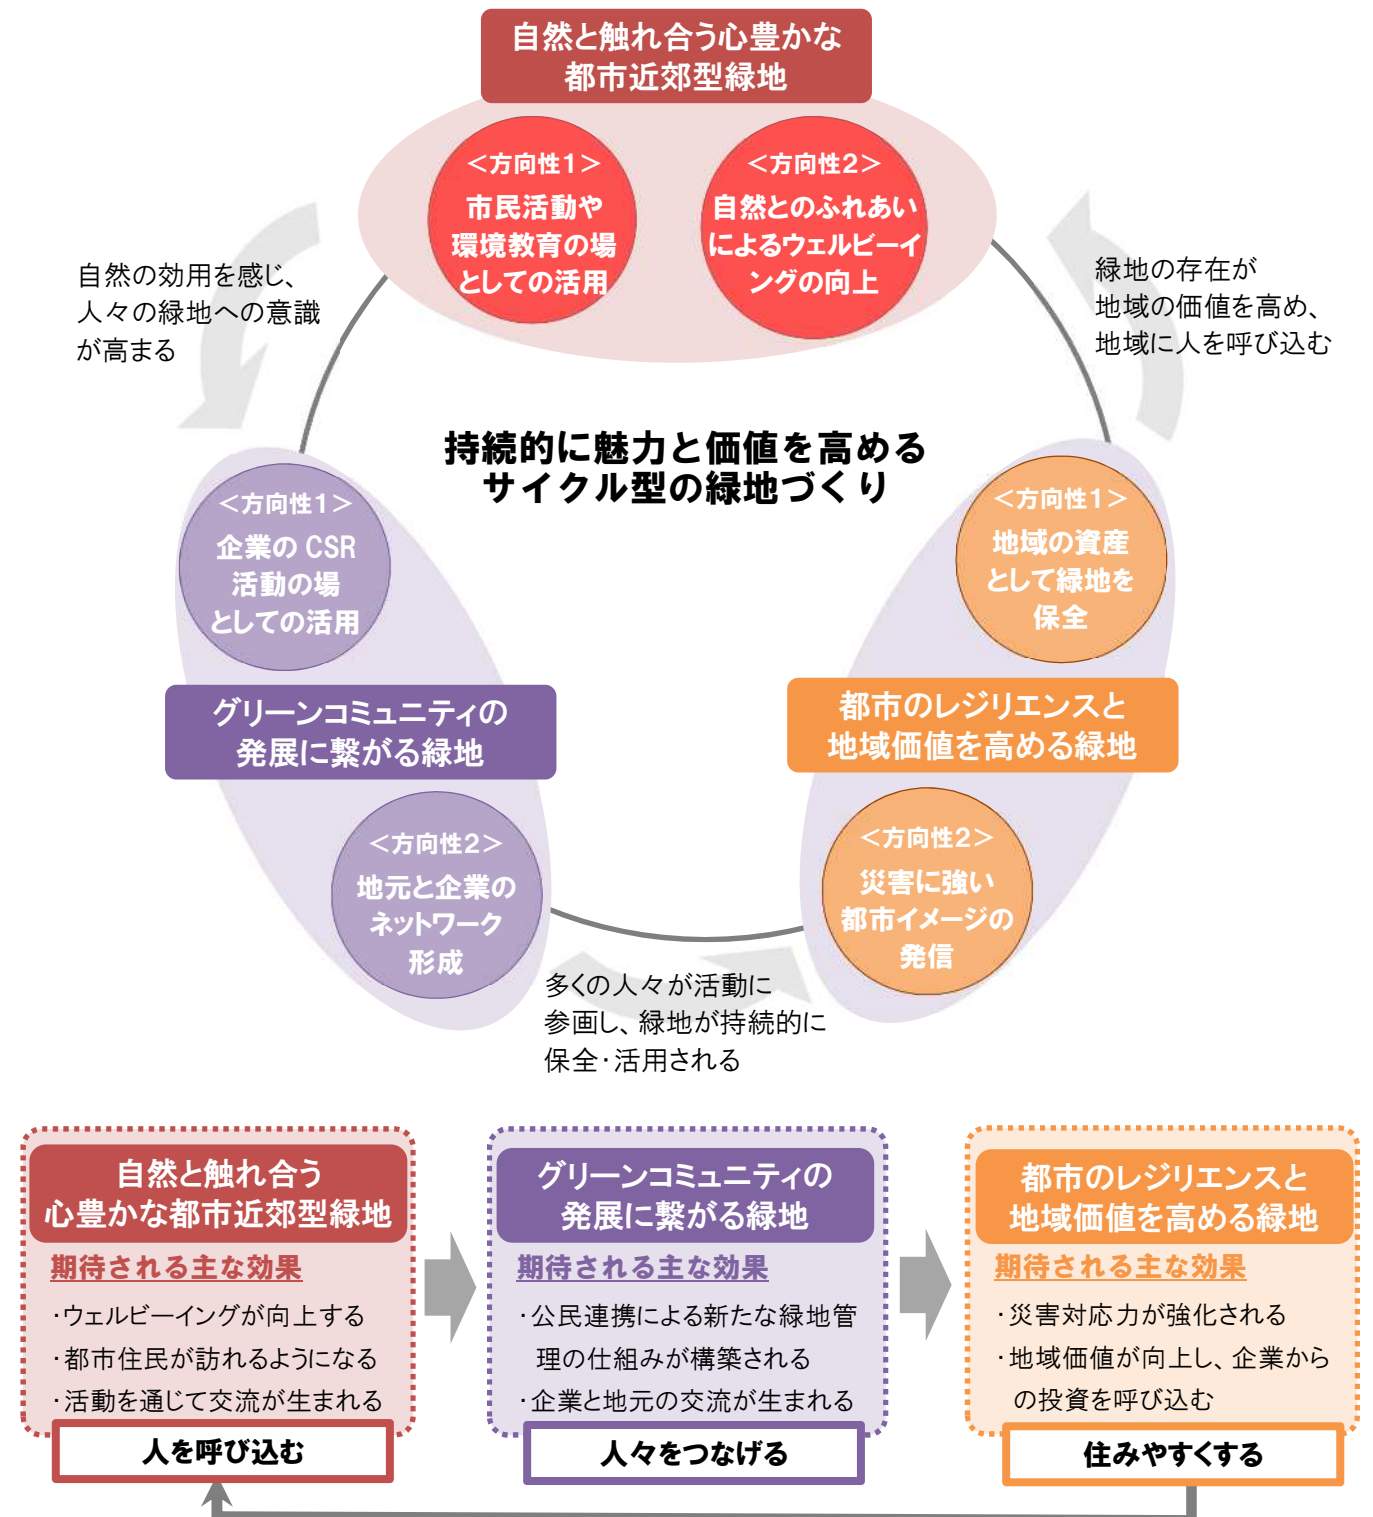 自然と触れ合う心豊かな
都市近郊型緑地
＜方向性1＞
市民活動や
環境教育の場
としての活用
＜方向性2＞
自然とのふれあい
によるウェルビーイ
ングの向上
自然の効用を感じ、
人々の緑地への意識
が高まる
緑地の存在が
地域の価値を高め、
地域に人を呼び込む
持続的に魅力と価値を高める
サイクル型の緑地づくり
＜方向性1＞
企業の CSR
活動の場
としての活用
グリーンコミュニティの
発展に繋がる緑地
＜方向性2＞
地元と企業の
ネットワーク
形成
＜方向性1＞
地域の資産
として緑地を
保全
都市のレジリエンスと
地域価値を高める緑地
＜方向性2＞
災害に強い
都市イメージの
発信
多くの人々が活動に
参画し、緑地が持続的に
保全・活用される
自然と触れ合う
心豊かな都市近郊型緑地
期待される主な効果
・ウェルビーイングが向上する
・都市住民が訪れるようになる
・活動を通じて交流が生まれる
人を呼び込む
グリーンコミュニティの
発展に繋がる緑地
期待される主な効果
・公民連携による新たな緑地管
理の仕組みが構築される
・企業と地元の交流が生まれる
人々をつなげる
都市のレジリエンスと
地域価値を高める緑地
期待される主な効果
・災害対応力が強化される
・地域価値が向上し、企業から
の投資を呼び込む
住みやすくする